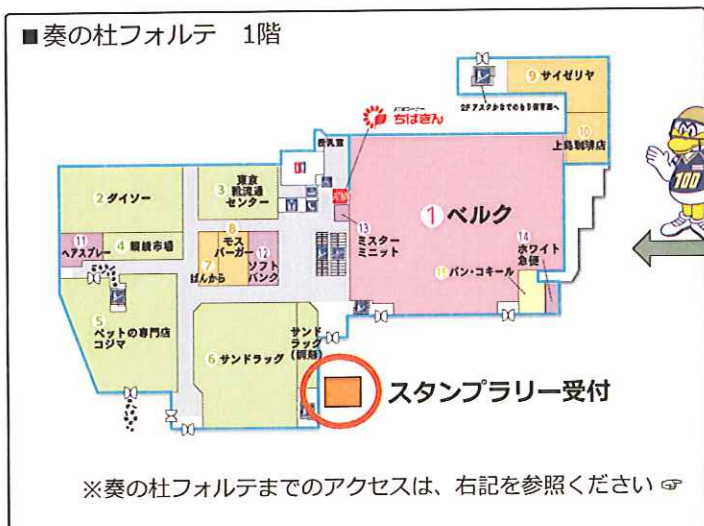 ■奏の杜フォルテ 1階
9 サイゼリヤ
2Fアスクかなでのもり保育園へ
10
上島珈琲店
ちばぎん
授乳室
2 ダイソー
3
東京
靴流通
センター
1 ベルク
100
11
ヘアスプレー
4 眼鏡市場
8
モス
バーガー
7
ばんから
12
ソフト
バンク
13
ミスター
ミニット
14
ホワイト
急便
15
パン・コキール
5
ペットの専門店
コジマ
6 サンドラッグ
サンド
ラッグ
(調剤)
スタンプラリー受付
※奏の杜フォルテまでのアクセスは、右記を参照ください ☞